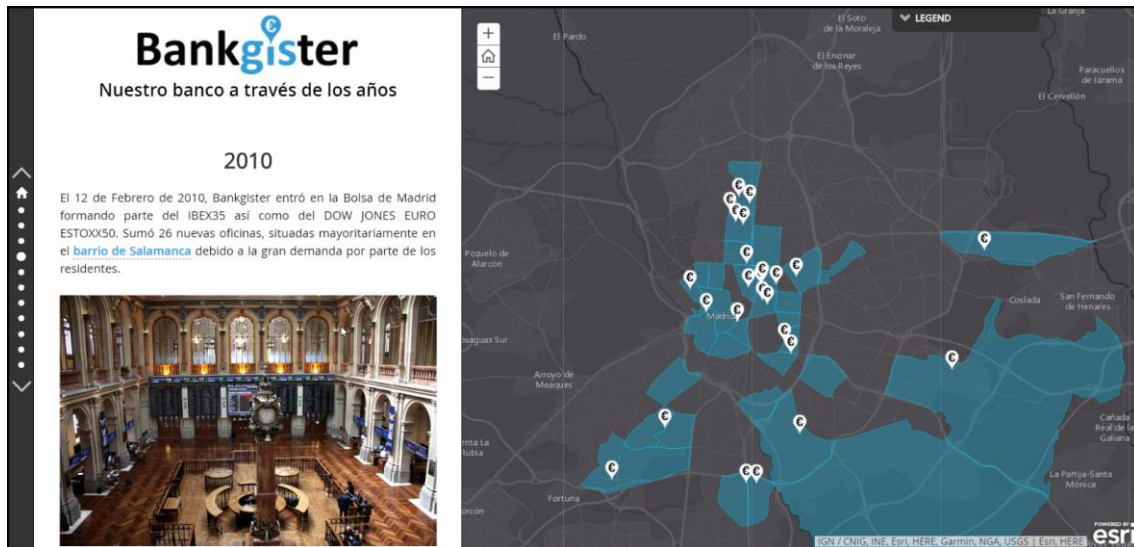 Bankgister
Nuestro banco a través de los años
2010
El 12 de Febrero de 2010, Bankgister entró en la Bolsa de Madrid
formando parte del IBEX35 así como del DOW JONES EURO
ESTOXX50. Sumó 26 nuevas oficinas, situadas mayoritariamente en
el barrio de Salamanca debido a la gran demanda por parte de los
residentes.
LEGEND
El Pardo
El Soto
de la Moraleja
La Granja
El Encinar
de los Reyes
Paracuellos
de Jarama
El Cervellón
Pozuelo de
Alarcón
Coslada
San Fernando
de Henares
Madrid
Arroyo de
Meaques
Cañada
Real de la
Galiana
La Partija-Santa
Mónica
Fortuna
IGN / CNIG, INE, Esri, HERE, Garmin, NGA, USGS | Esri, HERE
POWERED BY
esri